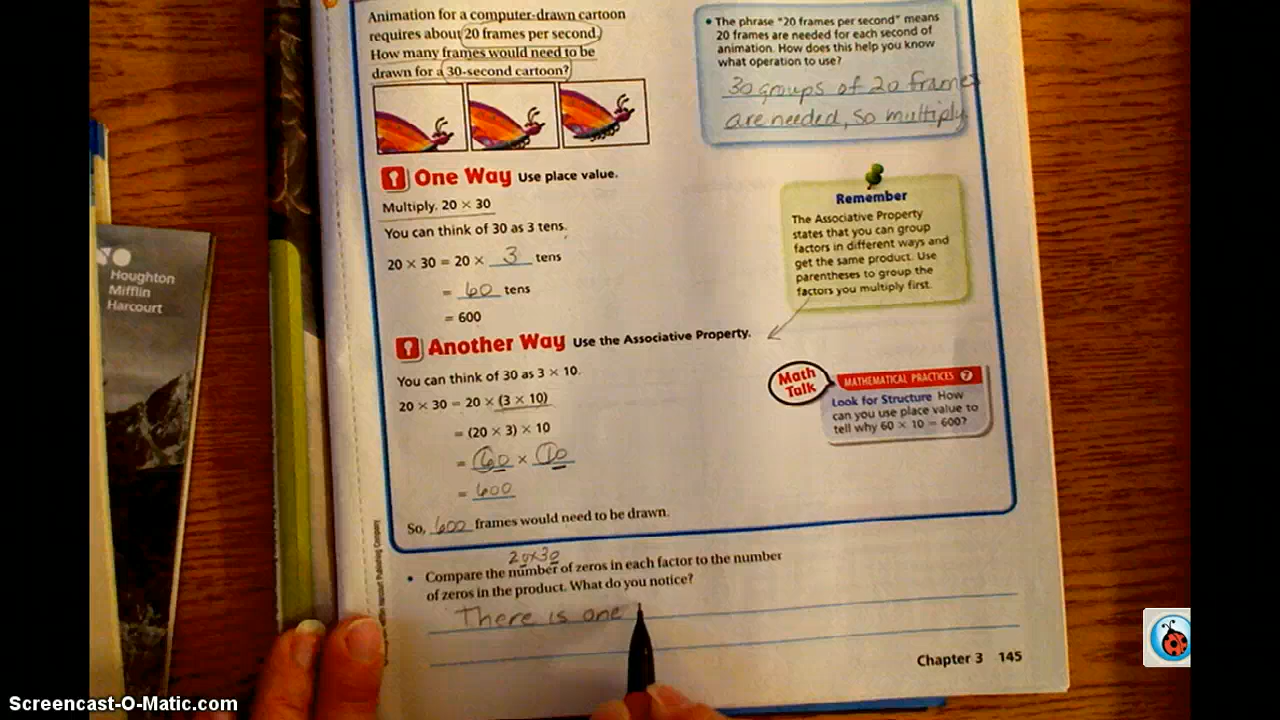 Animation for a computer-drawn cartoon
requires about 20 frames per second.
How many frames would need to be
drawn for a 30-second cartoon?
• The phrase "20 frames per second" means
20 frames are needed for each second of
animation. How does this help you know
what operation to use?
30 groups of 20 frames
are needed, so multiply
One Way Use place value.
Multiply. 20 × 30
You can think of 30 as 3 tens.
20 × 30 = 20 × 3 tens
= 60 tens
= 600
Remember
The Associative Property
states that you can group
factors in different ways and
get the same product. Use
parentheses to group the
factors you multiply first.
Another Way Use the Associative Property.
You can think of 30 as 3 × 10.
20 × 30 = 20 × (3 × 10)
= (20 × 3) × 10
= 60 × 10
= 600
So, 600 frames would need to be drawn.
Math
Talk
MATHEMATICAL PRACTICES 7
Look for Structure How
can you use place value to
tell why 60 × 10 = 600?
20x30
• Compare the number of zeros in each factor to the number
of zeros in the product. What do you notice?
There is one
Chapter 3 145
Houghton
Mifflin
Harcourt
Screencast-O-Matic.com